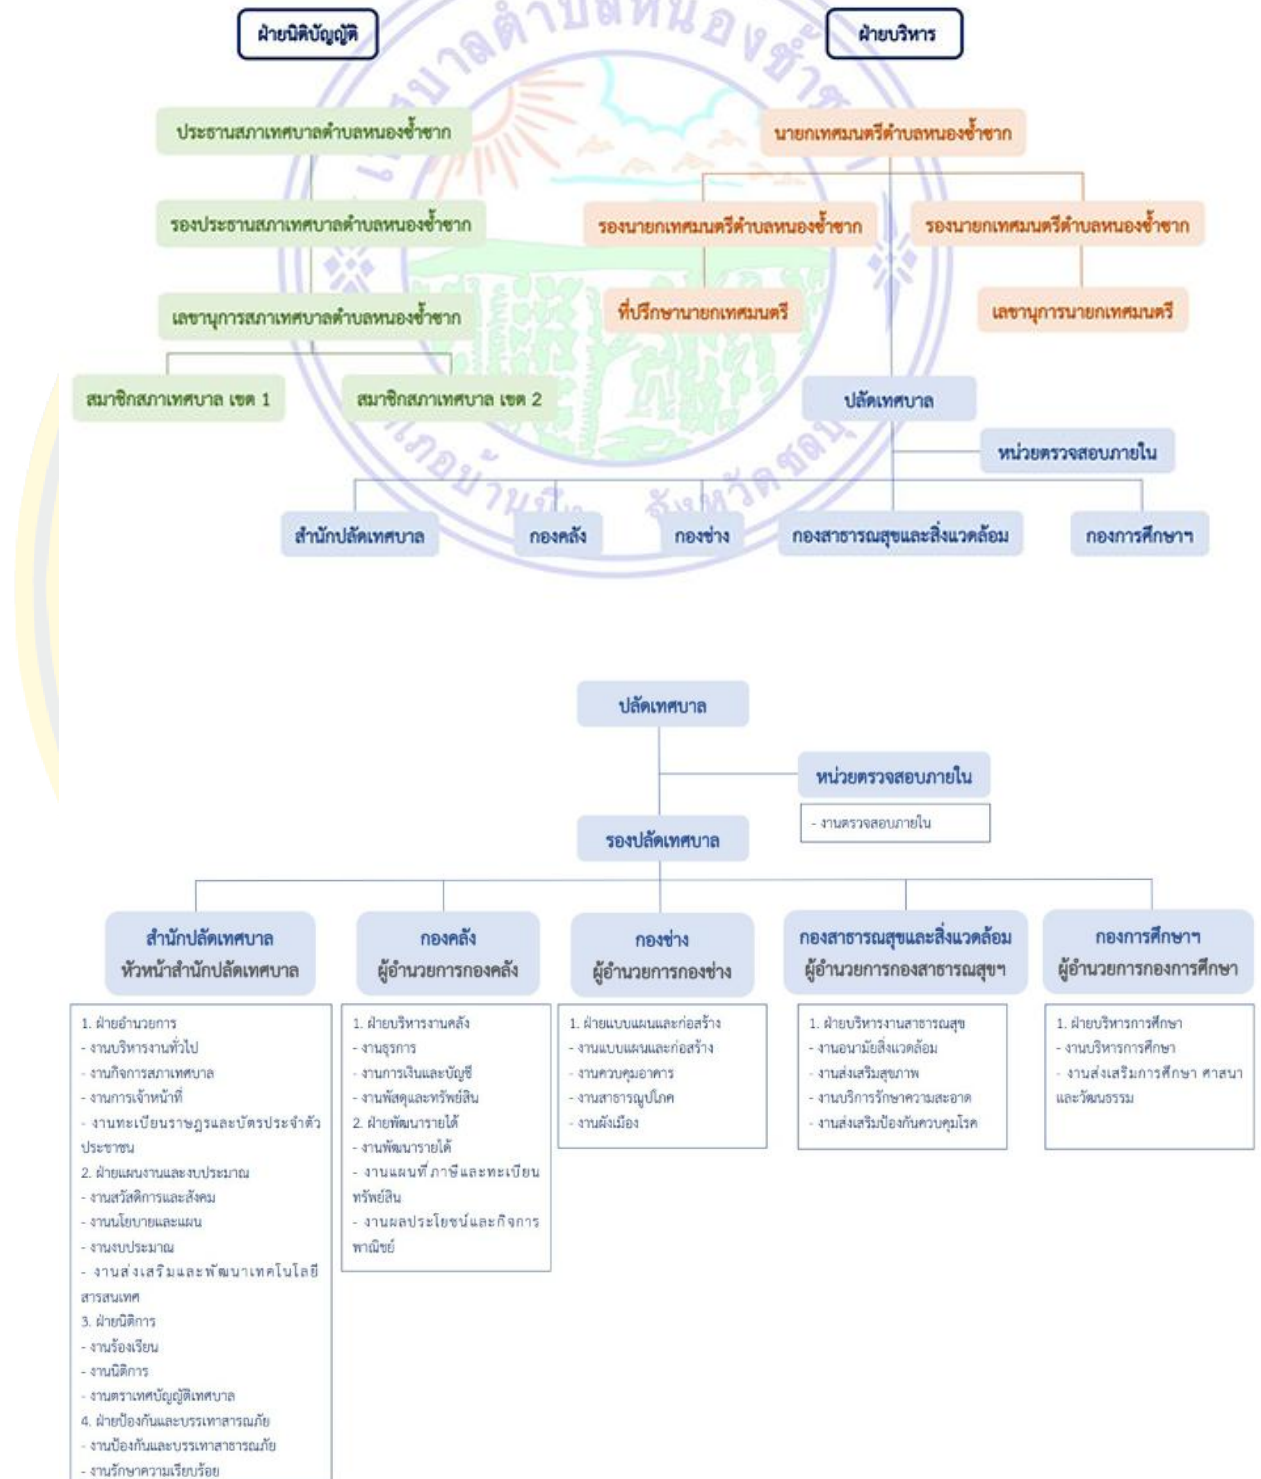 ฝ่ายนิติบัญญัติ
ฝ่ายบริหาร
ประธานสภาเทศบาลตำบลหนองซ้ำซาก
นายกเทศมนตรีตำบลหนองซ้ำซาก
รองประธานสภาเทศบาลตำบลหนองซ้ำซาก
รองนายกเทศมนตรีตำบลหนองซ้ำซาก
รองนายกเทศมนตรีตำบลหนองซ้ำซาก
เลขานุการสภาเทศบาลตำบลหนองซ้ำซาก
ที่ปรึกษานายกเทศมนตรี
เลขานุการนายกเทศมนตรี
สมาชิกสภาเทศบาล เขต 1
สมาชิกสภาเทศบาล เขต 2
ปลัดเทศบาล
หน่วยตรวจสอบภายใน
สำนักปลัดเทศบาล
กองคลัง
กองช่าง
กองสาธารณสุขและสิ่งแวดล้อม
กองการศึกษาฯ
ปลัดเทศบาล
หน่วยตรวจสอบภายใน
- งานตรวจสอบภายใน
รองปลัดเทศบาล
สำนักปลัดเทศบาล
หัวหน้าสำนักปลัดเทศบาล
1. ฝ่ายอำนวยการ
- งานบริหารงานทั่วไป
- งานกิจการสภาเทศบาล
- งานการเจ้าหน้าที่
- งานทะเบียนราษฎรและบัตรประจำตัว
ประชาชน
2. ฝ่ายแผนงานและงบประมาณ
- งานสวัสดิการและสังคม
- งานนโยบายและแผน
- งานงบประมาณ
- งานส่งเสริมและพัฒนาเทคโนโลยี
สารสนเทศ
3. ฝ่ายนิติการ
- งานร้องเรียน
- งานนิติการ
- งานตราเทศบัญญัติเทศบาล
4. ฝ่ายป้องกันและบรรเทาสารณภัย
- งานป้องกันและบรรเทาสาธารณภัย
- งานรักษาความเรียบร้อย
กองคลัง
ผู้อำนวยการกองคลัง
1. ฝ่ายบริหารงานคลัง
- งานธุรการ
- งานการเงินและบัญชี
- งานพัสดุและทรัพย์สิน
2. ฝ่ายพัฒนารายได้
- งานพัฒนารายได้
- งานแผนที่ภาษีและทะเบียน
ทรัพย์สิน
- งานผลประโยชน์และกิจการ
พาณิชย์
กองช่าง
ผู้อำนวยการกองช่าง
1. ฝ่ายแบบแผนและก่อสร้าง
- งานแบบแผนและก่อสร้าง
- งานควบคุมอาคาร
- งานสาธารณูปโภค
- งานผังเมือง
กองสาธารณสุขและสิ่งแวดล้อม
ผู้อำนวยการกองสาธารณสุขฯ
1. ฝ่ายบริหารงานสาธารณสุข
- งานอนามัยสิ่งแวดล้อม
- งานส่งเสริมสุขภาพ
- งานบริการรักษาความสะอาด
- งานส่งเสริมป้องกันควบคุมโรค
กองการศึกษาฯ
ผู้อำนวยการกองการศึกษา
1. ฝ่ายบริหารการศึกษา
- งานบริหารการศึกษา
- งานส่งเสริมการศึกษา ศาสนา
และวัฒนธรรม